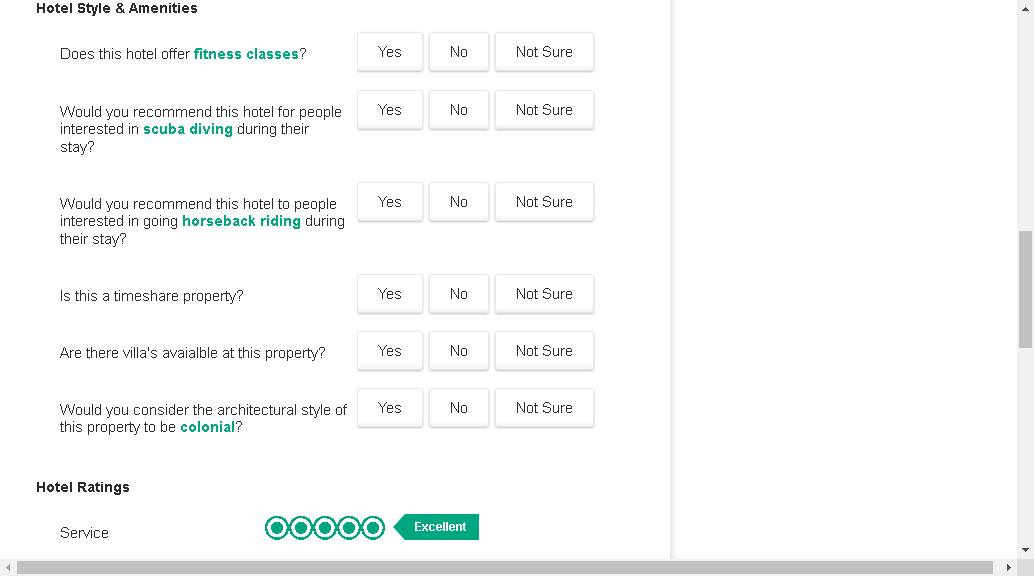 Hotel Style & Amenities
Does this hotel offer fitness classes?
Yes No Not Sure
Would you recommend this hotel for people
interested in scuba diving during their
stay?
Yes No Not Sure
Would you recommend this hotel to people
interested in going horseback riding during
their stay?
Yes No Not Sure
Is this a timeshare property?
Yes No Not Sure
Are there villa's avaialble at this property?
Yes No Not Sure
Would you consider the architectural style of
this property to be colonial?
Yes No Not Sure
Hotel Ratings
Service
Excellent